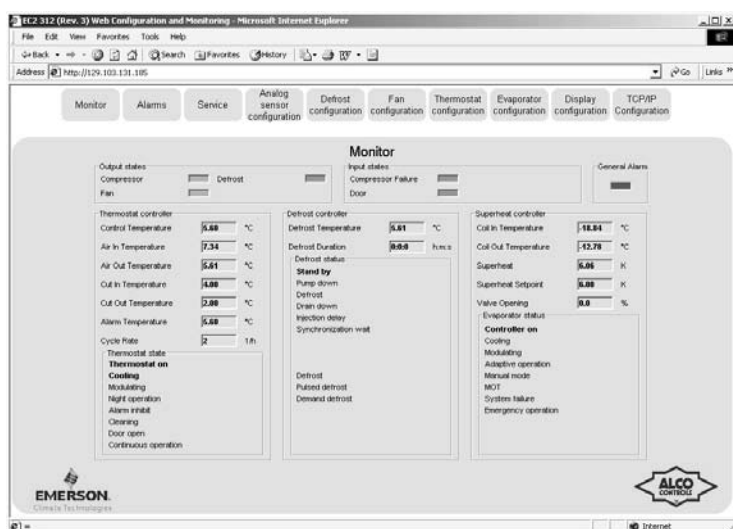 EC2 312 (Rev. 3) Web Configuration and Monitoring - Microsoft Internet Explorer
File Edit View Favorites Tools Help
Back Search Favorites History
Address http://129.103.131.185 Go Links »
Monitor
Alarms
Service
Analog sensor configuration
Defrost configuration
Fan configuration
Thermostat configuration
Evaporator configuration
Display configuration
TCP/IP Configuration
Monitor
Output states
Compressor Defrost
Fan
Input states
Compressor Failure
Door
General Alarm
Thermostat controller
Control Temperature 5.60 °C
Air In Temperature 7.34 °C
Air Out Temperature 5.61 °C
Cut In Temperature 4.00 °C
Cut Out Temperature 2.00 °C
Alarm Temperature 5.60 °C
Cycle Rate 2 1/h
Thermostat state
Thermostat on
Cooling
Modulating
Night operation
Alarm inhibit
Cleaning
Door open
Continuous operation
Defrost controller
Defrost Temperature 5.61 °C
Defrost Duration 0:0:0 h:m:s
Defrost status
Stand by
Pump down
Defrost
Drain down
Injection delay
Synchronization wait
Defrost
Pulsed defrost
Demand defrost
Superheat controller
Coil In Temperature -18.84 °C
Coil Out Temperature -12.78 °C
Superheat 6.06 K
Superheat Setpoint 6.00 K
Valve Opening 0.0 %
Evaporator status
Controller on
Cooling
Modulating
Adaptive operation
Manual mode
MOT
System failure
Emergency operation
EMERSON.
Climate Technologies
ALCO
CONTROLS
Internet